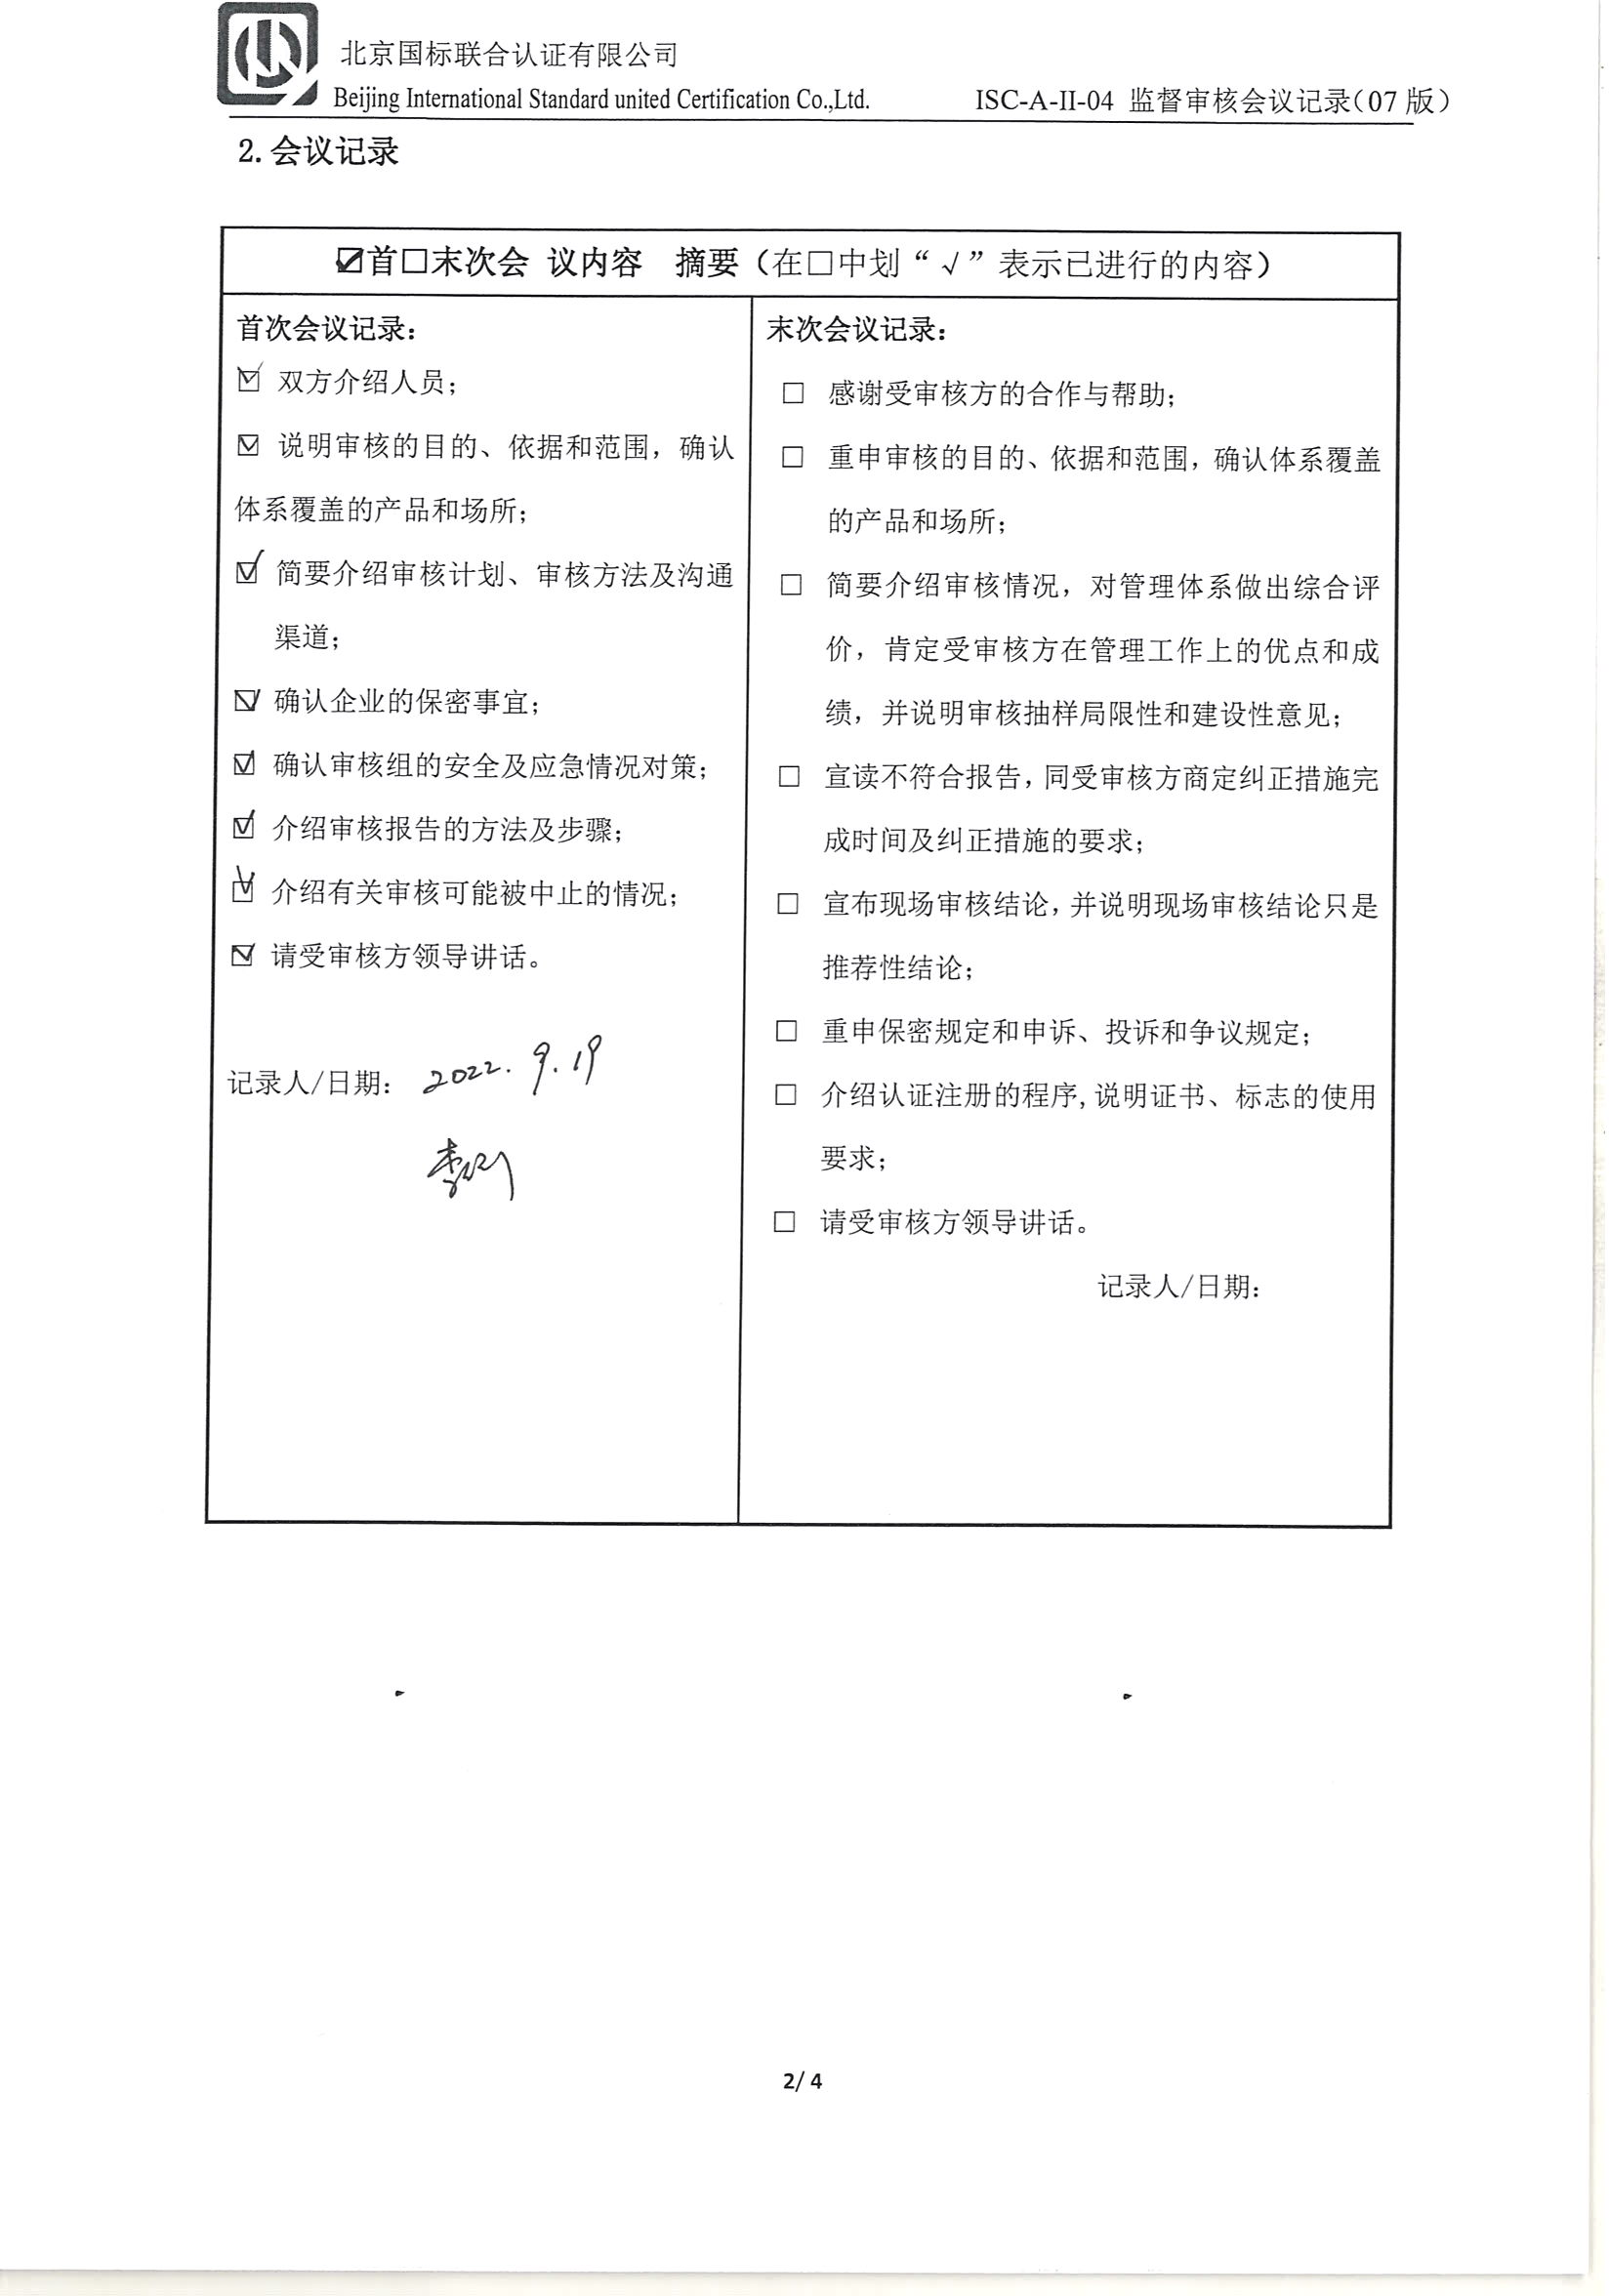 北京国标联合认证有限公司
Beijing International Standard united Certification Co.,Ltd.
ISC-A-II-04 监督审核会议记录(07 版)
2.会议记录
☑首□末次会 议内容 摘要（在□中划“√”表示已进行的内容）
首次会议记录：
☑ 双方介绍人员；
☑ 说明审核的目的、依据和范围，确认
体系覆盖的产品和场所；
☑ 简要介绍审核计划、审核方法及沟通
渠道；
☑ 确认企业的保密事宜；
☑ 确认审核组的安全及应急情况对策；
☑ 介绍审核报告的方法及步骤；
☑ 介绍有关审核可能被中止的情况；
☑ 请受审核方领导讲话。
记录人/日期： 2022.9.19
末次会议记录：
□ 感谢受审核方的合作与帮助；
□ 重申审核的目的、依据和范围，确认体系覆盖
的产品和场所；
□ 简要介绍审核情况，对管理体系做出综合评
价，肯定受审核方在管理工作上的优点和成
绩，并说明审核抽样局限性和建设性意见；
□ 宣读不符合报告，同受审核方商定纠正措施完
成时间及纠正措施的要求；
□ 宣布现场审核结论，并说明现场审核结论只是
推荐性结论；
□ 重申保密规定和申诉、投诉和争议规定；
□ 介绍认证注册的程序，说明证书、标志的使用
要求；
□ 请受审核方领导讲话。
记录人/日期：
2/ 4